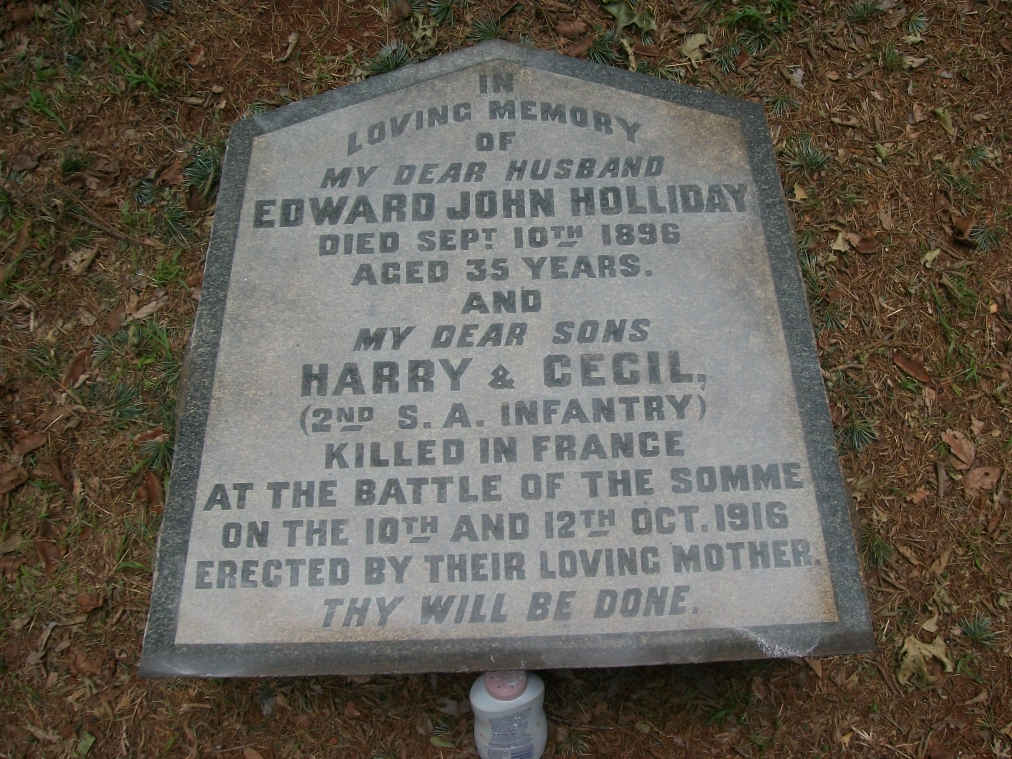 IN
LOVING MEMORY
OF
MY DEAR HUSBAND
EDWARD JOHN HOLLIDAY
DIED SEPT 10TH 1896
AGED 35 YEARS.
AND
MY DEAR SONS
HARRY & CECIL,
(2ND S. A. INFANTRY)
KILLED IN FRANCE
AT THE BATTLE OF THE SOMME
ON THE 10TH AND 12TH OCT. 1916
ERECTED BY THEIR LOVING MOTHER.
THY WILL BE DONE.